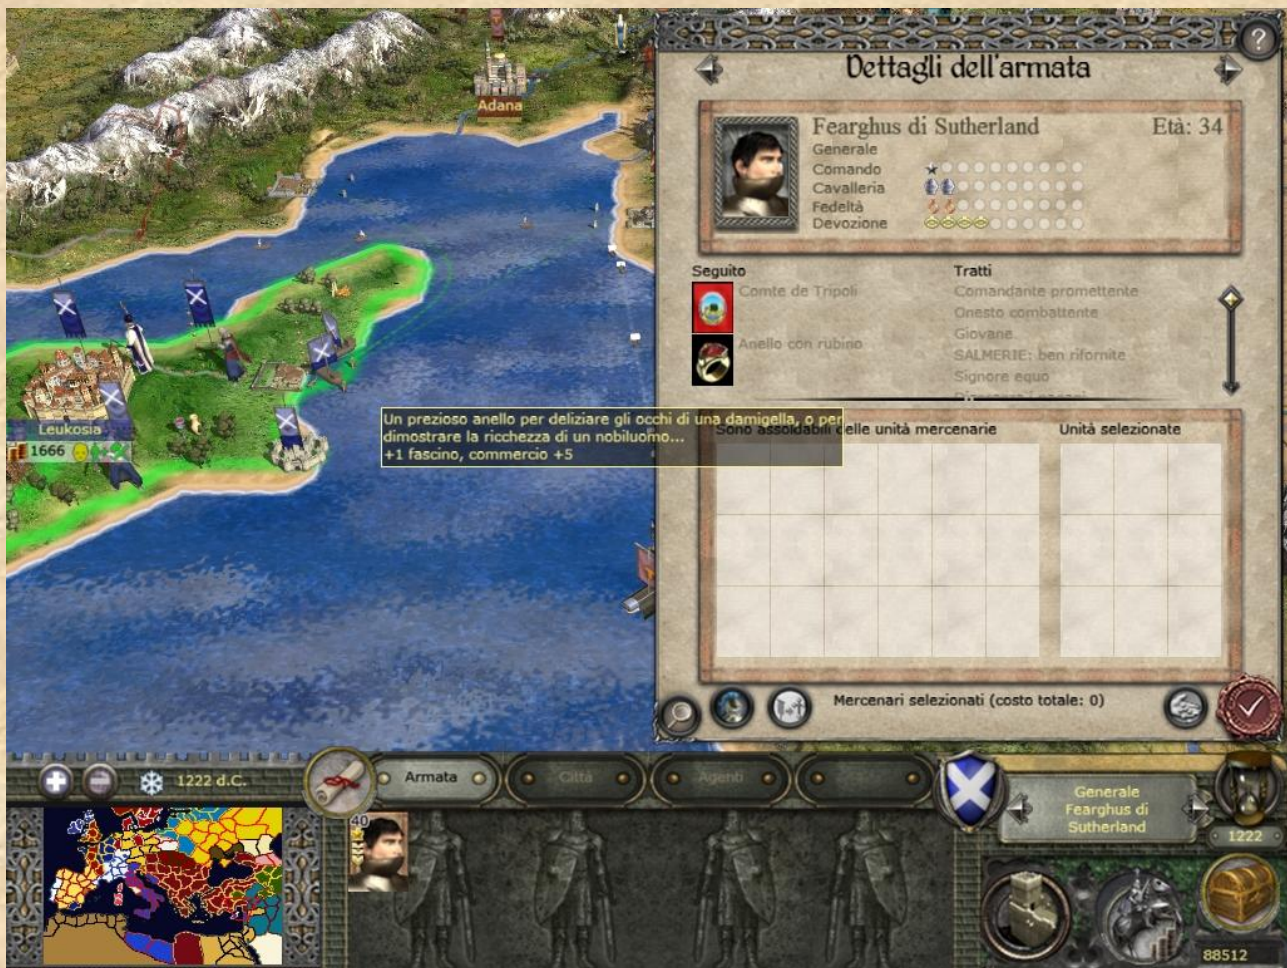 ?
Dettagli dell'armata
Adana
Fearghus di Sutherland
Età: 34
Generale
Comando
Cavalleria
Fedeltà
Devozione
Seguito
Tratti
Comte de Tripoli
Comandante promettente
Onesto combattente
Giovane
Anello con rubino
SALMERIE: ben rifornite
Signore equo
Un prezioso anello per deliziare gli occhi di una damigella, o per
dimostrare la ricchezza di un nobiluomo...
+1 fascino, commercio +5
Leukosia
1666
Sono assoldabili delle unità mercenarie
Unità selezionate
Mercenari selezionati (costo totale: 0)
1222 d.C.
Armata
Città
Agenti
Generale
Fearghus di
Sutherland
1222
40
88512